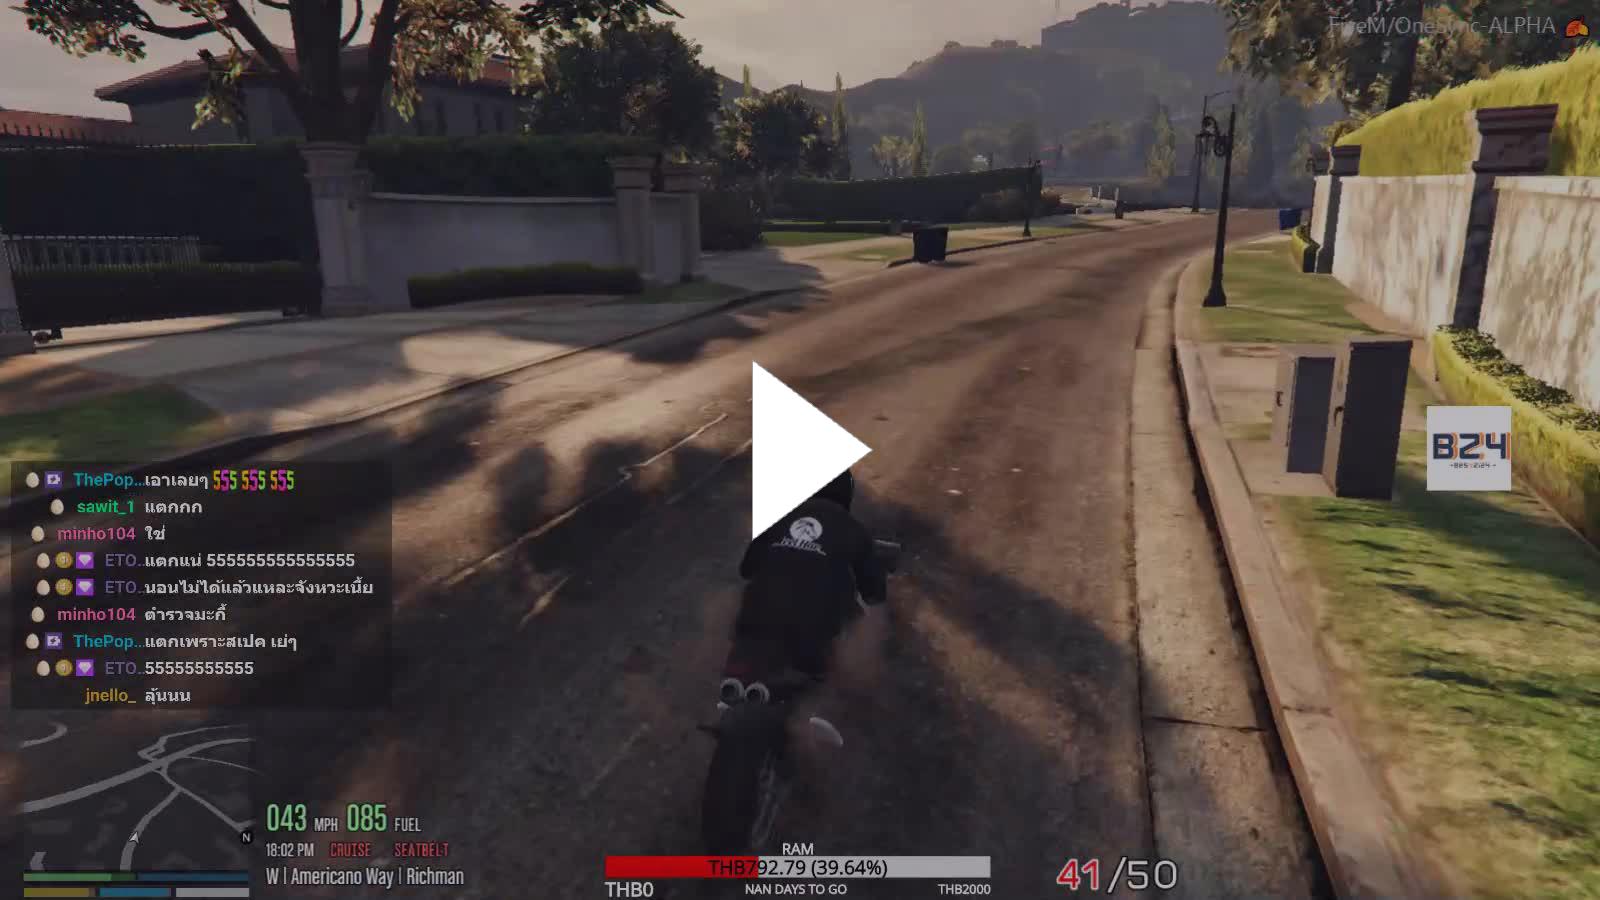 FiveM/OneSync-ALPHA
ThePop...เอาเลยๆ 555 555 555
sawit_1 แตกกก
minho104 ใช่
ETO..แตกแน่ 555555555555555
ETO..นอนไม่ได้แล้วแหละจังหวะเนี้ย
minho104 ตำรวจมะกี้
ThePop...แตกเพราะสเปค เย่ๆ
ETO..55555555555
jnello_ ลุ้นนน
BZ4
N
043 MPH 085 FUEL
18:02 PM CRUISE SEATBELT
W | Americano Way | Richman
RAM
THB792.79 (39.64%)
THB0 NAN DAYS TO GO THB2000
41/50